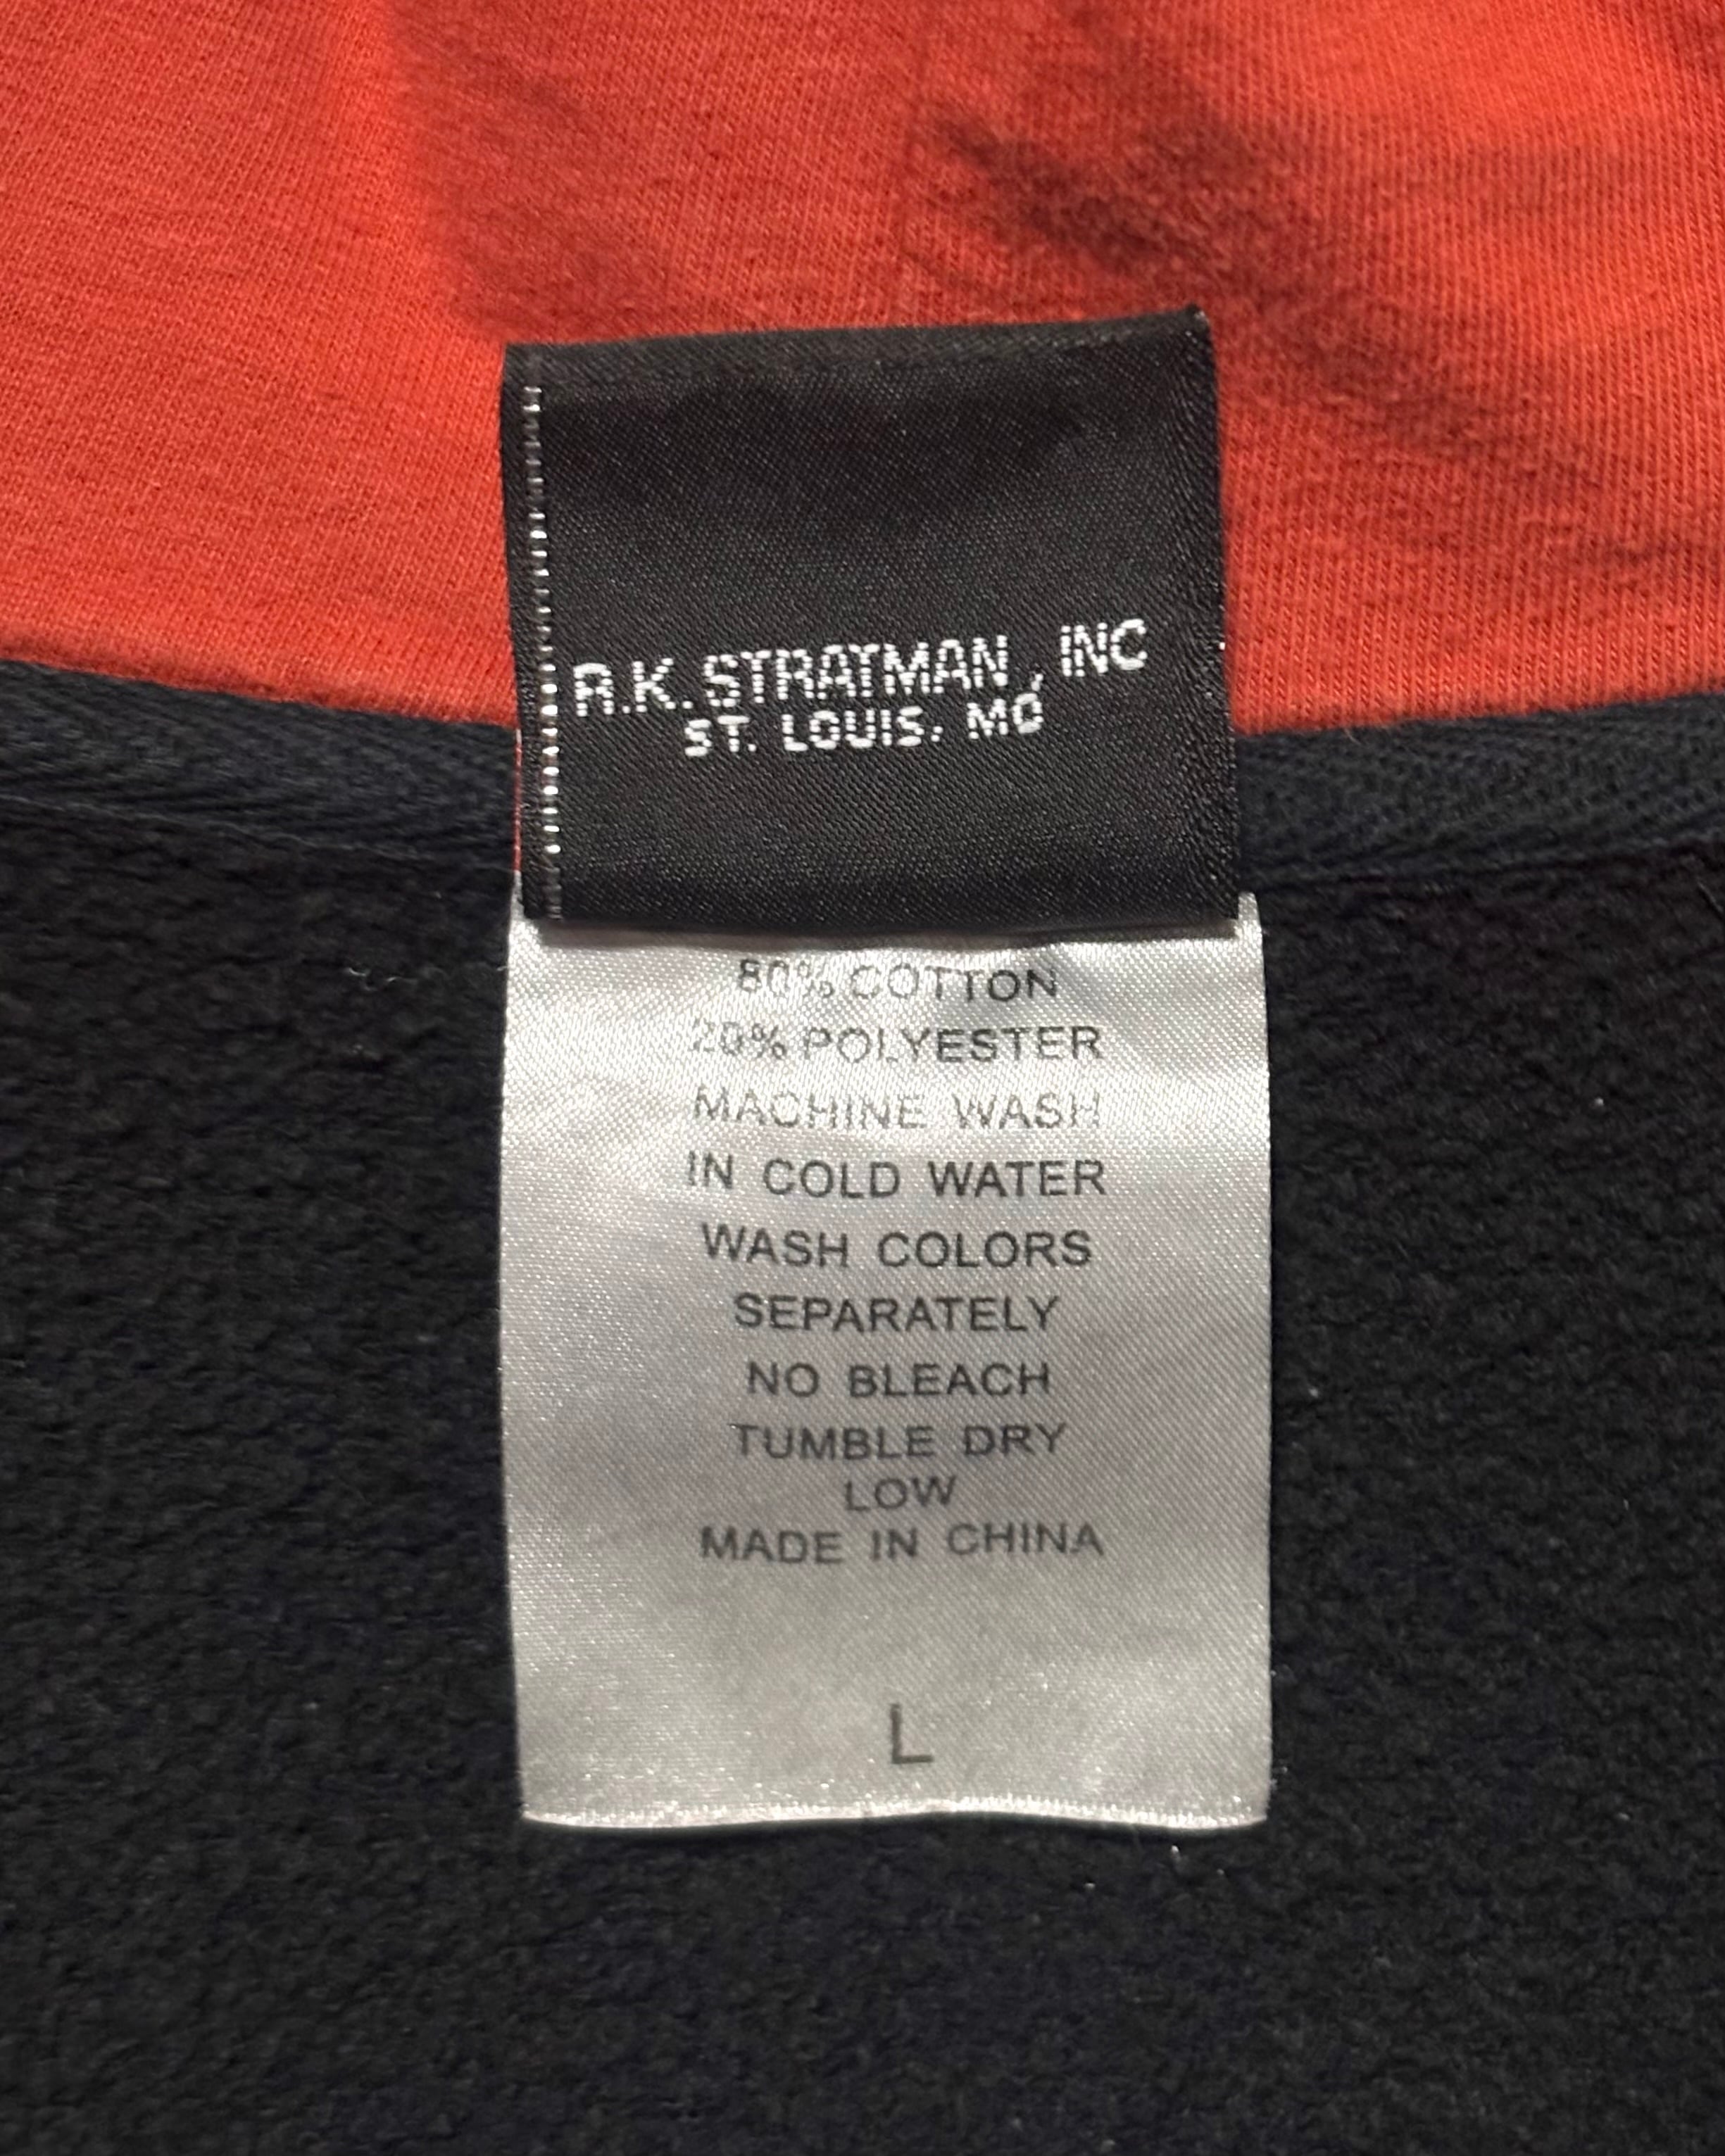 R.K. STRATMAN, INC
ST. LOUIS, MO
80% COTTON
20% POLYESTER
MACHINE WASH
IN COLD WATER
WASH COLORS
SEPARATELY
NO BLEACH
TUMBLE DRY
LOW
MADE IN CHINA
L